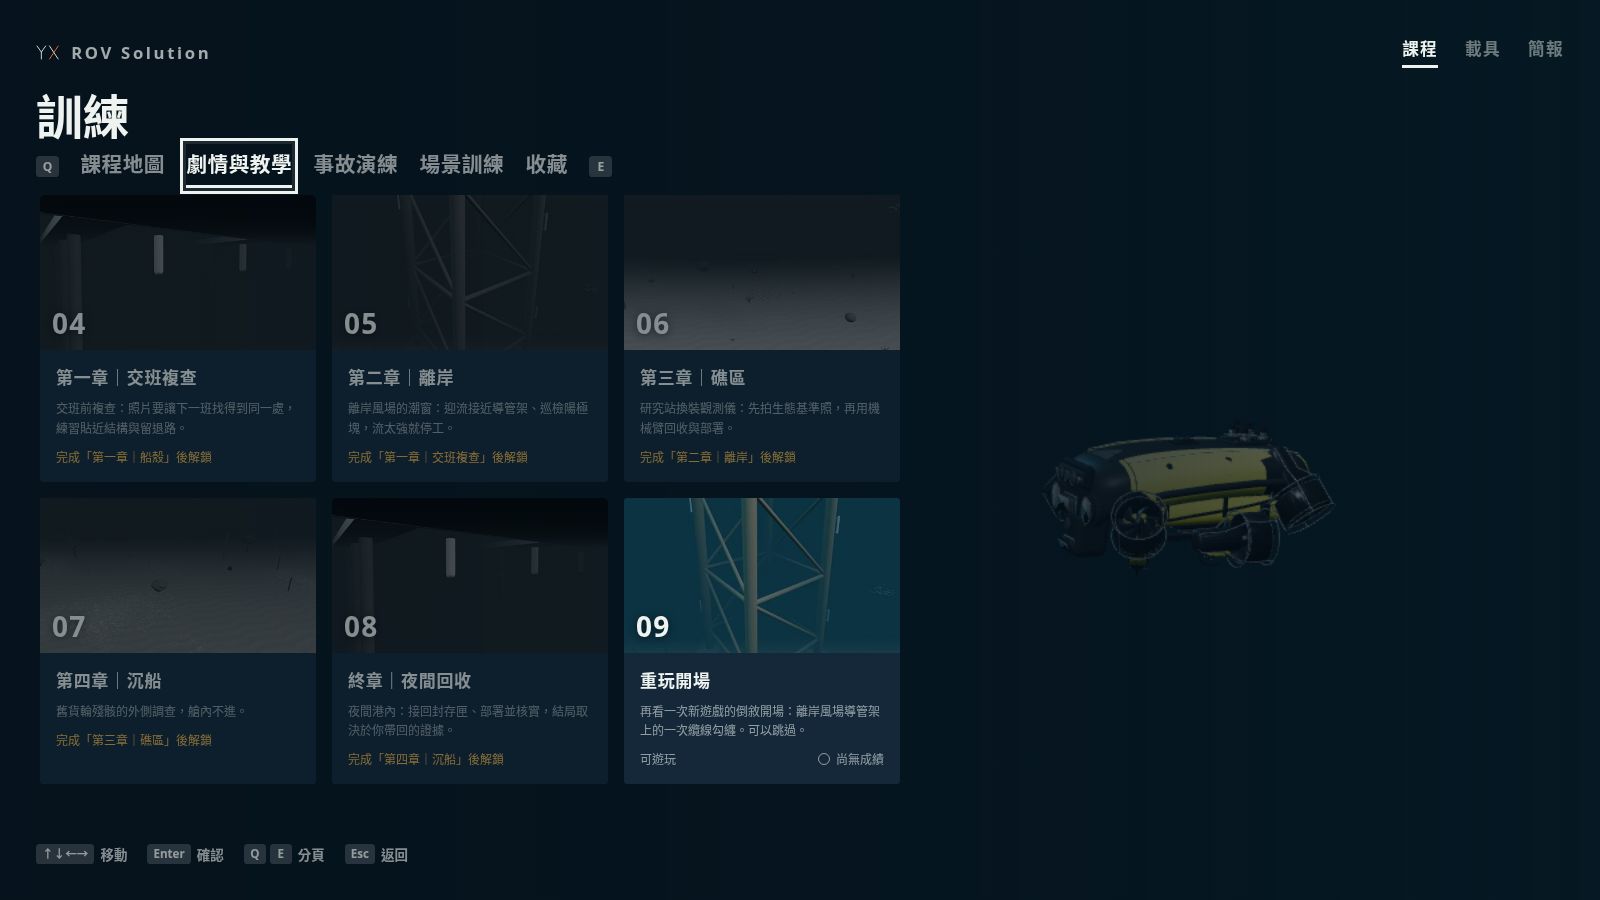 YX ROV Solution
課程 載具 簡報
訓練
Q 課程地圖 劇情與教學 事故演練 場景訓練 收藏 E
04
第一章｜交班複查
交班前複查：照片要讓下一班找得到同一處，
練習貼近結構與留退路。
完成「第一章｜船殼」後解鎖
05
第二章｜離岸
離岸風場的潮窗：迎流接近導管架、巡檢陽極
塊，流太強就停工。
完成「第一章｜交班複查」後解鎖
06
第三章｜礁區
研究站換裝觀測儀：先拍生態基準照，再用機
械臂回收與部署。
完成「第二章｜離岸」後解鎖
07
第四章｜沉船
舊貨輪殘骸的外側調查，艙內不進。
完成「第三章｜礁區」後解鎖
08
終章｜夜間回收
夜間港內：接回封存匣、部署並核實，結局取
決於你帶回的證據。
完成「第四章｜沉船」後解鎖
09
重玩開場
再看一次新遊戲的倒敘開場：離岸風場導管架
上的一次纜線勾纏。可以跳過。
可遊玩 尚無成績
↑↓←→ 移動 Enter 確認 Q E 分頁 Esc 返回